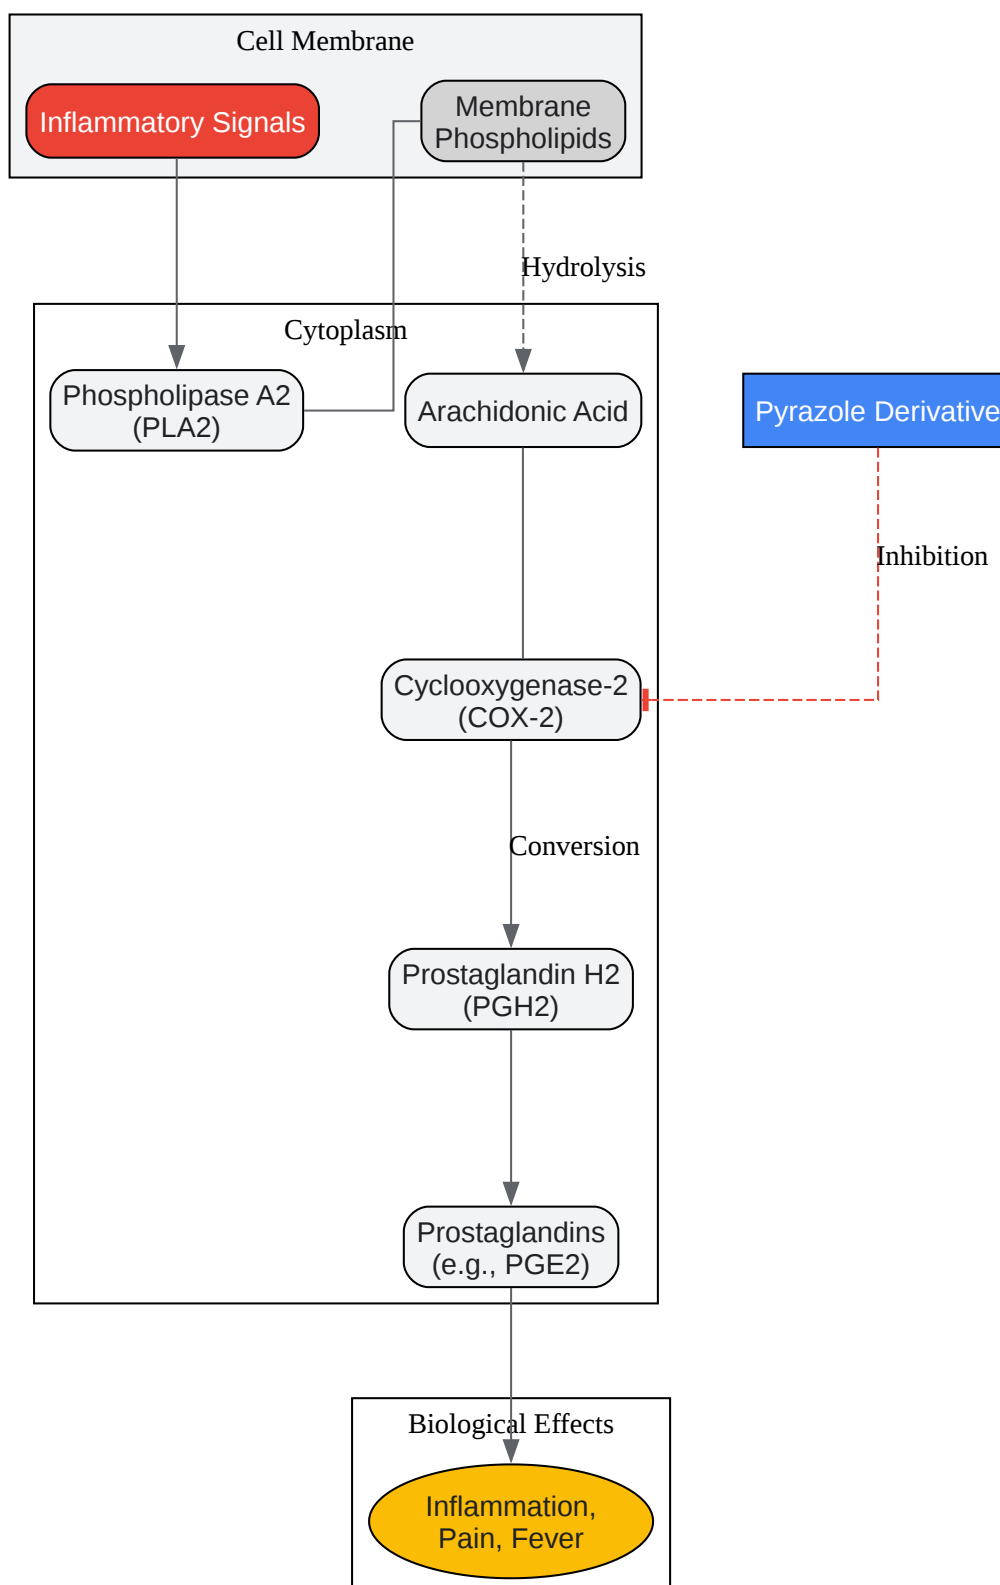 Cell Membrane
Inflammatory Signals
Membrane
Phospholipids
Hydrolysis
Cytoplasm
Phospholipase A2
(PLA2)
Arachidonic Acid
Pyrazole Derivative
Inhibition
Cyclooxygenase-2
(COX-2)
Conversion
Prostaglandin H2
(PGH2)
Prostaglandins
(e.g., PGE2)
Biological Effects
Inflammation,
Pain, Fever